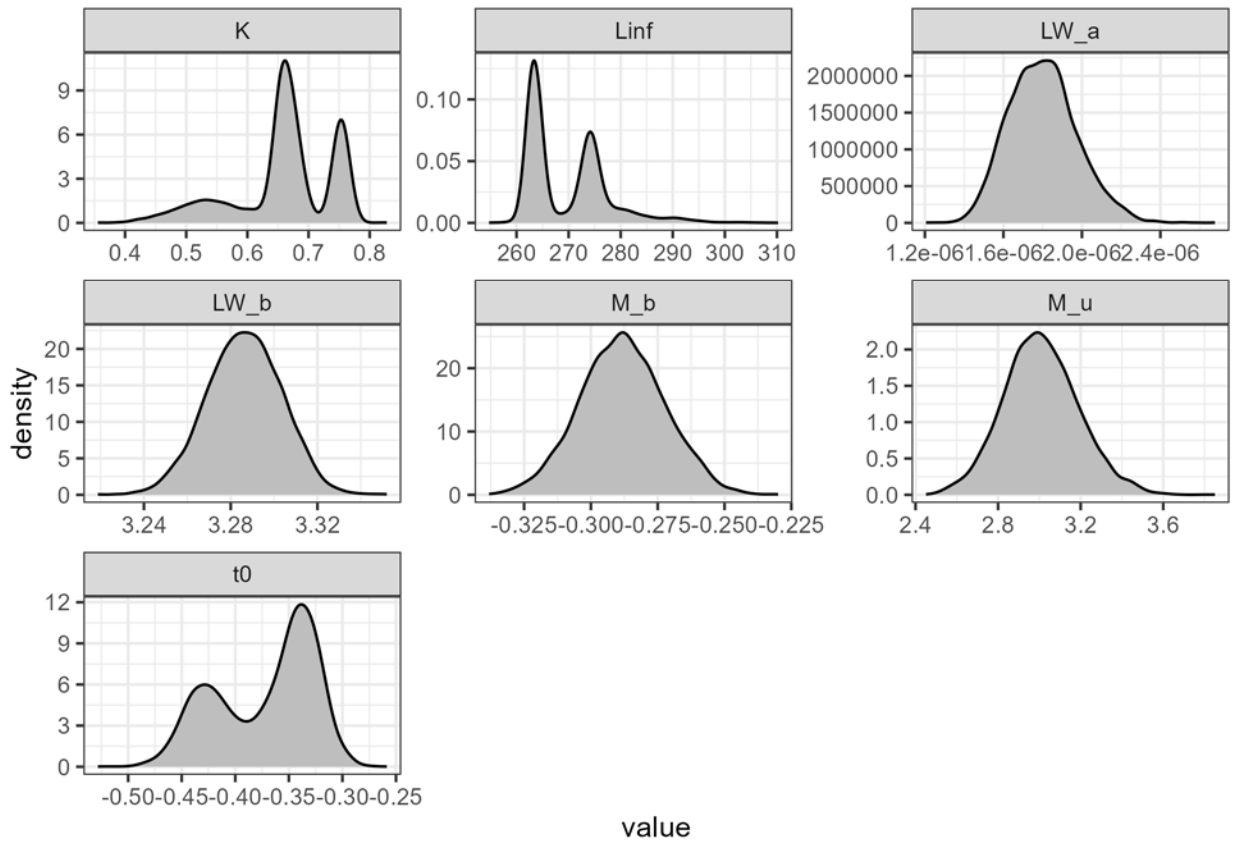 K
Linf
LW_a
9
6
3
0
0.4 0.5 0.6 0.7 0.8
0.10
0.05
0.00
260 270 280 290 300 310
2000000
1500000
1000000
500000
0
1.2e-061.6e-062.0e-062.4e-06
LW_b
M_b
M_u
20
15
10
5
0
3.24 3.28 3.32
20
10
0
-0.325-0.300-0.275-0.250-0.225
2.0
1.5
1.0
0.5
0.0
2.4 2.8 3.2 3.6
t0
12
9
6
3
0
-0.50-0.45-0.40-0.35-0.30-0.25
density
value